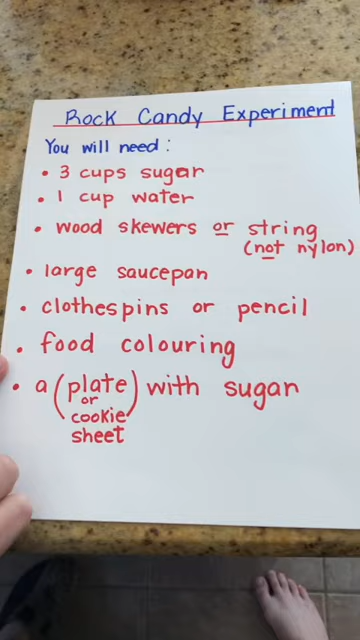 Rock Candy Experiment
You will need:
• 3 cups sugar
• 1 cup water
• wood skewers or string
(not nylon)
• large saucepan
• clothespins or pencil
• food colouring
• a (plate) with sugar
or
cookie
sheet